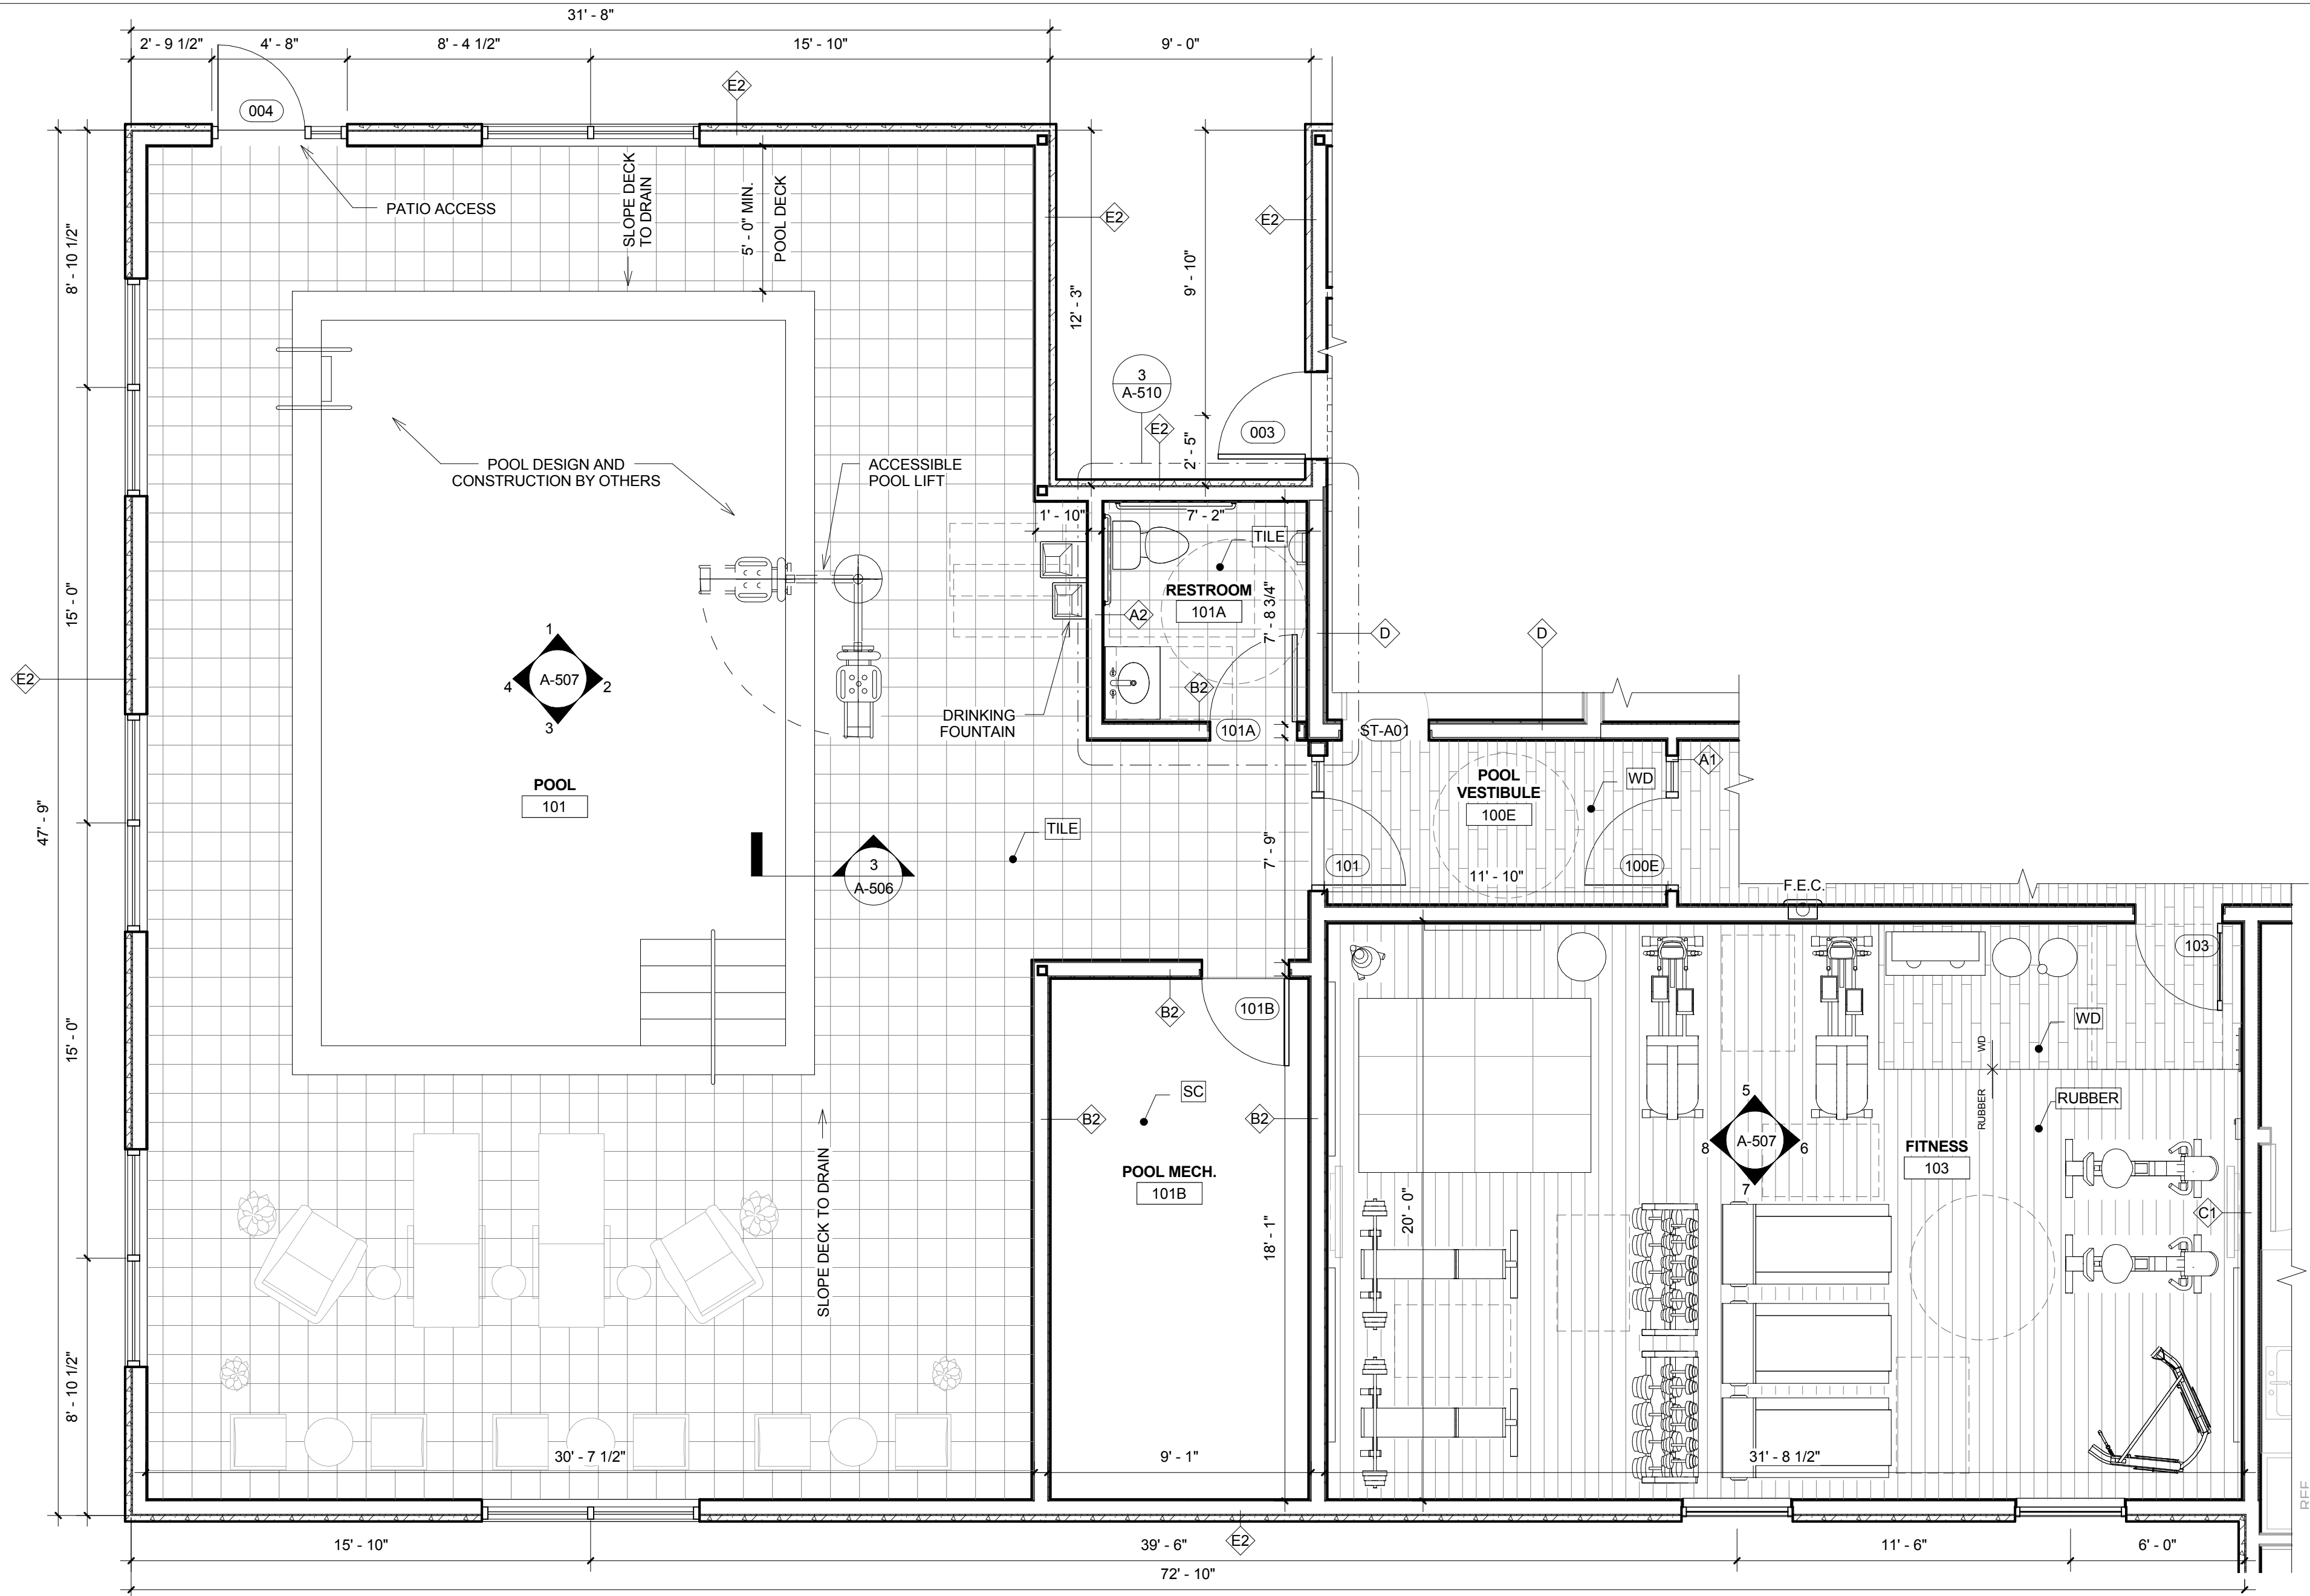 31' - 8"
2' - 9 1/2"
4' - 8"
8' - 4 1/2"
15' - 10"
9' - 0"
E2
004
PATIO ACCESS
SLOPE DECK
TO DRAIN
5' - 0" MIN.
POOL DECK
E2
E2
8' - 10 1/2"
12' - 3"
9' - 10"
3
A-510
E2
003
2' - 5"
POOL DESIGN AND
CONSTRUCTION BY OTHERS
ACCESSIBLE
POOL LIFT
1' - 10"
7' - 2"
TILE
RESTROOM
101A
7' - 8 3/4"
A2
D
D
15' - 0"
E2
1
4
A-507
2
3
B2
DRINKING
FOUNTAIN
101A
ST-A01
A1
POOL
VESTIBULE
100E
WD
POOL
101
47' - 9"
TILE
7' - 9"
3
A-506
101
11' - 10"
100E
F.E.C.
103
B2
101B
15' - 0"
WD
WD
RUBBER
RUBBER
SC
B2
B2
5
8
A-507
6
7
FITNESS
103
POOL MECH.
101B
C1
SLOPE DECK TO DRAIN
18' - 1"
20' - 0"
8' - 10 1/2"
30' - 7 1/2"
9' - 1"
31' - 8 1/2"
REF
15' - 10"
39' - 6"
E2
11' - 6"
6' - 0"
72' - 10"